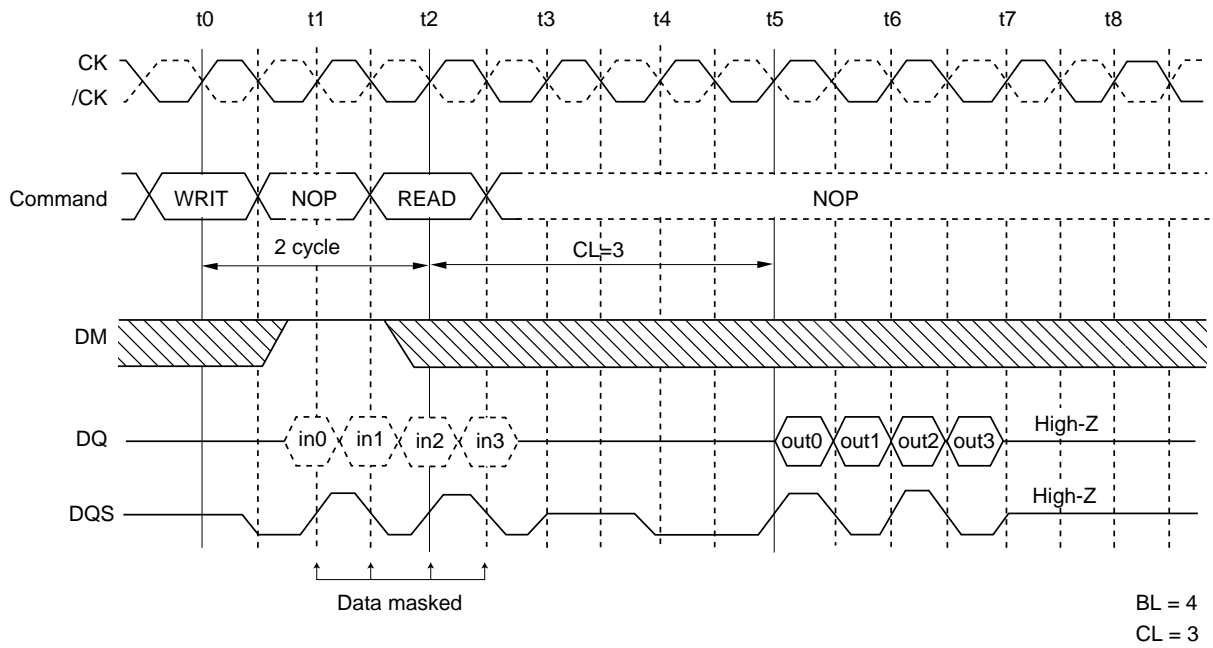 t0 t1 t2 t3 t4 t5 t6 t7 t8
CK
/CK
Command WRIT NOP READ NOP
2 cycle CL=3
DM
DQ in0 in1 in2 in3 out0 out1 out2 out3 High-Z
DQS High-Z
Data masked
BL = 4
CL = 3